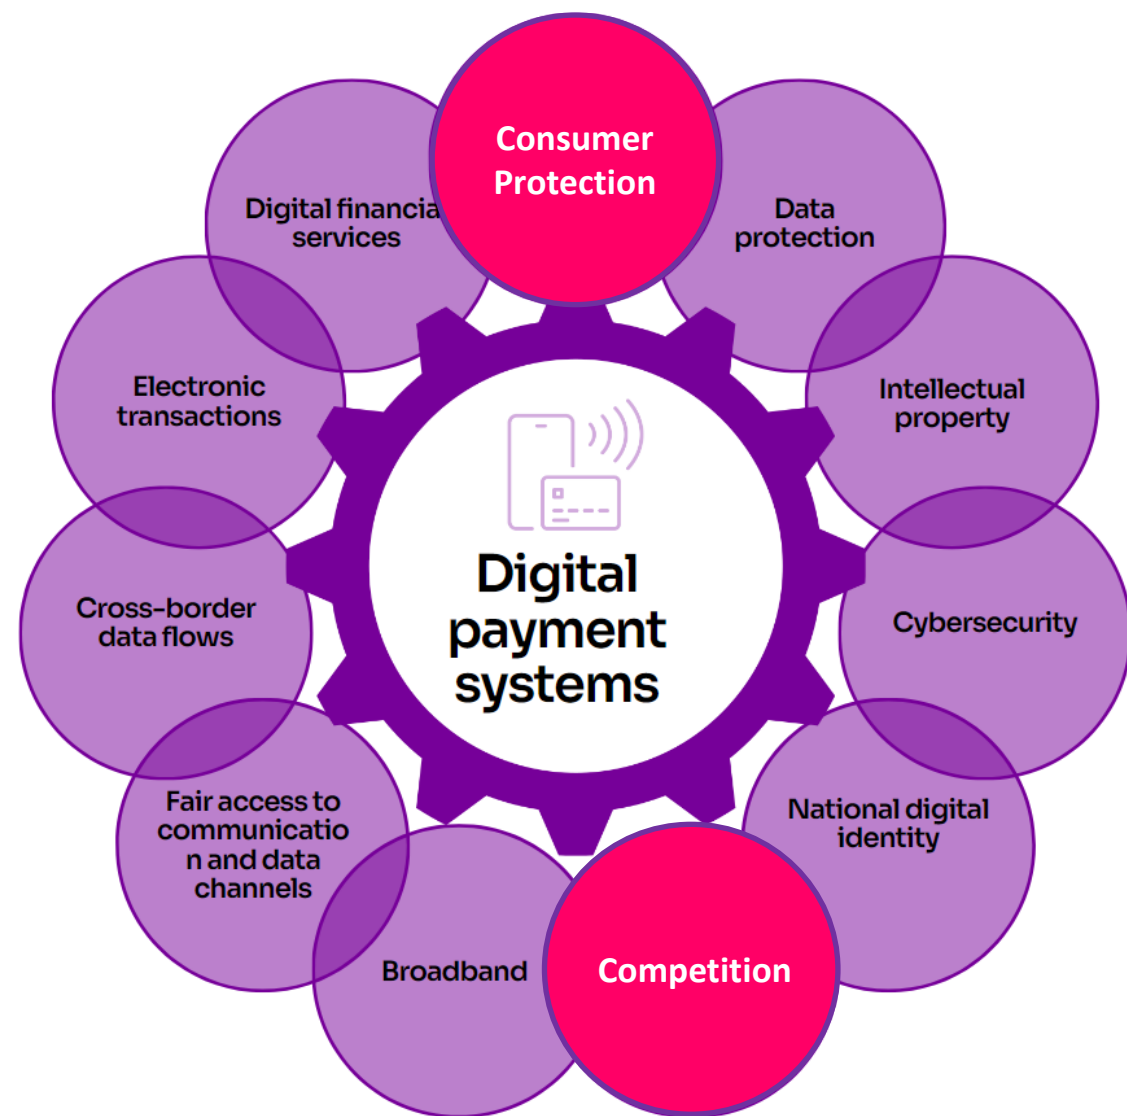 Consumer
Protection
Digital financia
services
Data
protection
Electronic
transactions
Intellectual
property
Digital
payment
systems
Cross-border
data flows
Cybersecurity
Fair access to
communicatio
n and data
channels
National digital
identity
Broadband
Competition